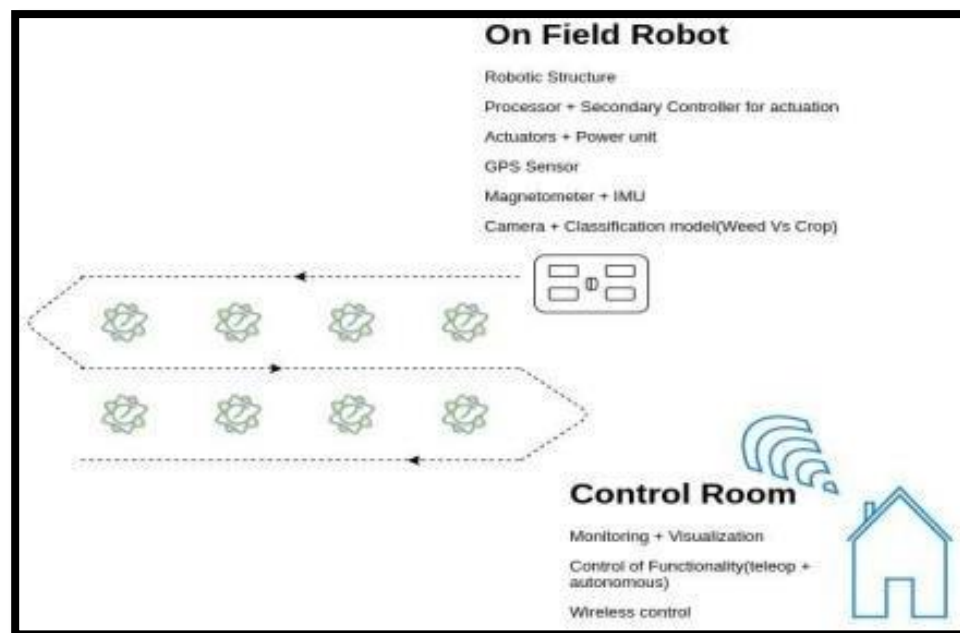 On Field Robot
Robotic Structure
Processor + Secondary Controller for actuation
Actuators + Power unit
GPS Sensor
Magnetometer + IMU
Camera + Classification model(Weed Vs Crop)
Control Room
Monitoring + Visualization
Control of Functionality(teleop +
autonomous)
Wireless control